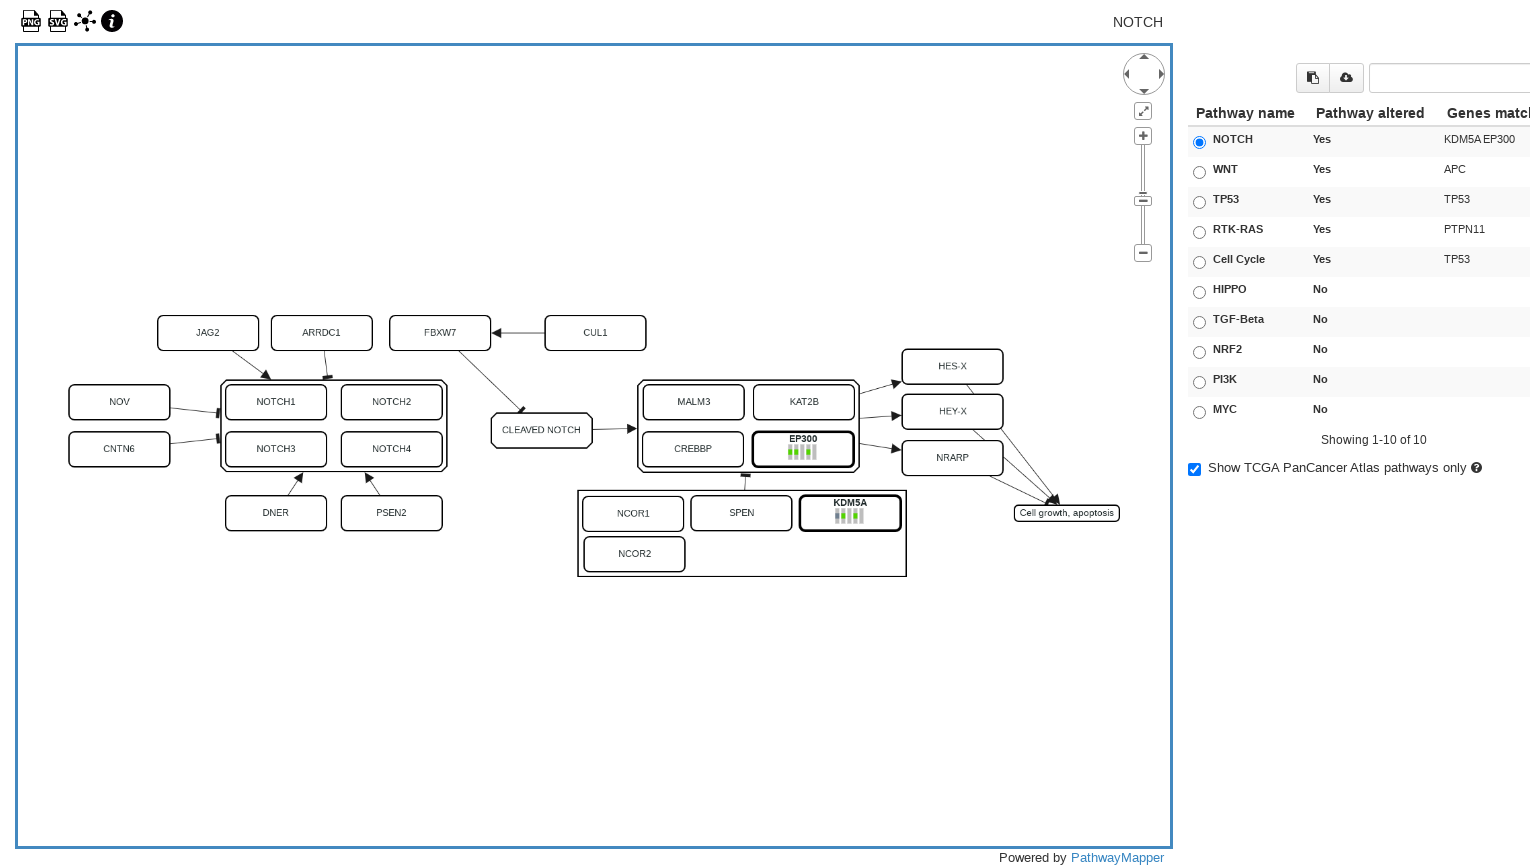 PNG SVG i NOTCH
JAG2 ARRDC1 FBXW7 CUL1
NOV NOTCH1 NOTCH2
CNTN6 NOTCH3 NOTCH4
DNER PSEN2
CLEAVED NOTCH
MALM3 KAT2B
CREBBP EP300
NCOR1 SPEN KDM5A
NCOR2
HES-X
HEY-X
NRARP
Cell growth, apoptosis
Powered by PathwayMapper
Pathway name Pathway altered Genes match
NOTCH Yes KDM5A EP300
WNT Yes APC
TP53 Yes TP53
RTK-RAS Yes PTPN11
Cell Cycle Yes TP53
HIPPO No
TGF-Beta No
NRF2 No
PI3K No
MYC No
Showing 1-10 of 10
Show TCGA PanCancer Atlas pathways only ?